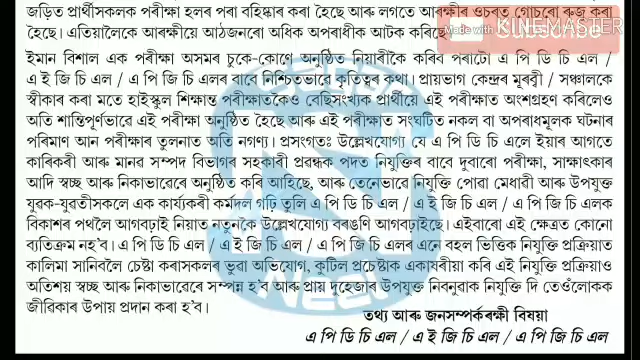 জড়িত প্ৰাৰ্থীসকলক পৰীক্ষা হলৰ পৰা বহিষ্কাৰ কৰা হৈছে আৰু লগতে আৰক্ষীৰ ওচৰত গোচৰো ৰুজু কৰা
হৈছে। এতিয়ালৈকে আৰক্ষীয়ে আঠজনৰো অধিক অপৰাধীক আটক কৰিছে
Made with KINEMASTER
ইমান বিশাল এক পৰীক্ষা অসমৰ চুকে-কোণে অনুষ্ঠিত নিয়াৰীকৈ কৰিব পৰাটো এ পি ডি চি এল /
এ ই জি চি এল / এ পি জি চি এলৰ বাবে নিশ্চিতভাৱে কৃতিত্বৰ কথা। প্ৰায়ভাগ কেন্দ্ৰৰ মূৰব্বী / সঞ্চালকে
স্বীকাৰ কৰা মতে হাইস্কুল শিক্ষান্ত পৰীক্ষাতকৈও বেছিসংখ্যক প্ৰাৰ্থীয়ে এই পৰীক্ষাত অংশগ্ৰহণ কৰিলেও
অতি শান্তিপূৰ্ণভাৱে এই পৰীক্ষা অনুষ্ঠিত হৈছে আৰু এই পৰীক্ষাত সংঘটিত নকল বা অপৰাধমূলক ঘটনাৰ
পৰিমাণ আন পৰীক্ষাৰ তুলনাত অতি নগণ্য। প্ৰসংগতঃ উল্লেখযোগ্য যে এ পি ডি চি এলে ইয়াৰ আগতে
কাৰিকৰী আৰু মানৱ সম্পদ বিভাগৰ সহকাৰী প্ৰৱন্ধক পদত নিযুক্তিৰ বাবে দুবাৰো পৰীক্ষা, সাক্ষাৎকাৰ
আদি স্বচ্ছ আৰু নিকাভাৱেৰে অনুষ্ঠিত কৰি আহিছে, আৰু তেনেভাৱে নিযুক্তি পোৱা মেধাৱী আৰু উপযুক্ত
যুৱক-যুৱতীসকলে এক কাৰ্য্যকৰী কৰ্মদল গঢ়ি তুলি এ পি ডি চি এল / এ ই জি চি এল / এ পি জি চি এলক
বিকাশৰ পথলৈ আগবঢ়াই নিয়াত নতুনকৈ উল্লেখযোগ্য বৰঙণি আগবঢ়াইছে। এইবাৰো এই ক্ষেত্ৰত কোনো
ব্যতিক্ৰম নহ'ব। এ পি ডি চি এল / এ ই জি চি এল / এ পি জি চি এলৰ এনে বহল ভিত্তিক নিযুক্তি প্ৰক্ৰিয়াত
কালিমা সানিবলৈ চেষ্টা কৰাসকলৰ ভুৱা অভিযোগ, কুটিল প্ৰচেষ্টাক একাষৰীয়া কৰি এই নিযুক্তি প্ৰক্ৰিয়াও
অতিশয় স্বচ্ছ আৰু নিকাভাৱেৰে সম্পন্ন হ'ব আৰু প্ৰায় দুহেজাৰ উপযুক্ত নিবনুৱাক নিযুক্তি দি তেওঁলোকক
জীৱিকাৰ উপায় প্ৰদান কৰা হ'ব।
তথ্য আৰু জনসম্পৰ্কৰক্ষী বিষয়া
এ পি ডি চি এল / এ ই জি চি এল / এ পি জি চি এল